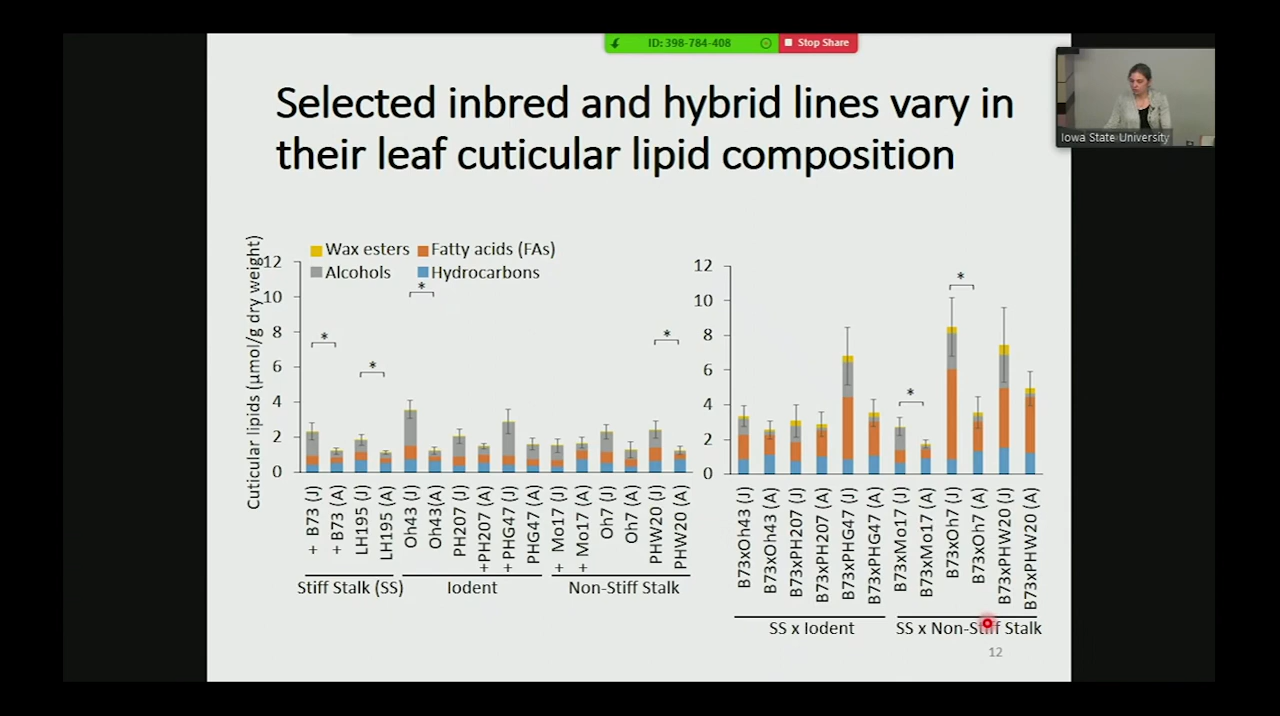 ID: 398-784-408
Stop Share
Iowa State University
Selected inbred and hybrid lines vary in
their leaf cuticular lipid composition
Wax esters
Fatty acids (FAs)
Alcohols
Hydrocarbons
Cuticular lipids (µmol/g dry weight)
12
10
8
6
4
2
0
*
*
*
*
+ B73 (J)
+ B73 (A)
LH195 (J)
LH195 (A)
Oh43 (J)
Oh43(A)
PH207 (J)
+PH207 (A)
+ PHG47 (J)
PHG47 (A)
+ Mo17 (J)
+ Mo17 (A)
Oh7 (J)
Oh7 (A)
PHW20 (J)
PHW20 (A)
Stiff Stalk (SS)
Iodent
Non-Stiff Stalk
12
10
8
6
4
2
0
*
*
B73xOh43 (J)
B73xOh43 (A)
B73xPH207 (J)
B73xPH207 (A)
B73xPHG47 (J)
B73xPHG47 (A)
B73xMo17 (J)
B73xMo17 (A)
B73xOh7 (J)
B73xOh7 (A)
B73xPHW20 (J)
B73xPHW20 (A)
SS x Iodent
SS x Non-Stiff Stalk
12